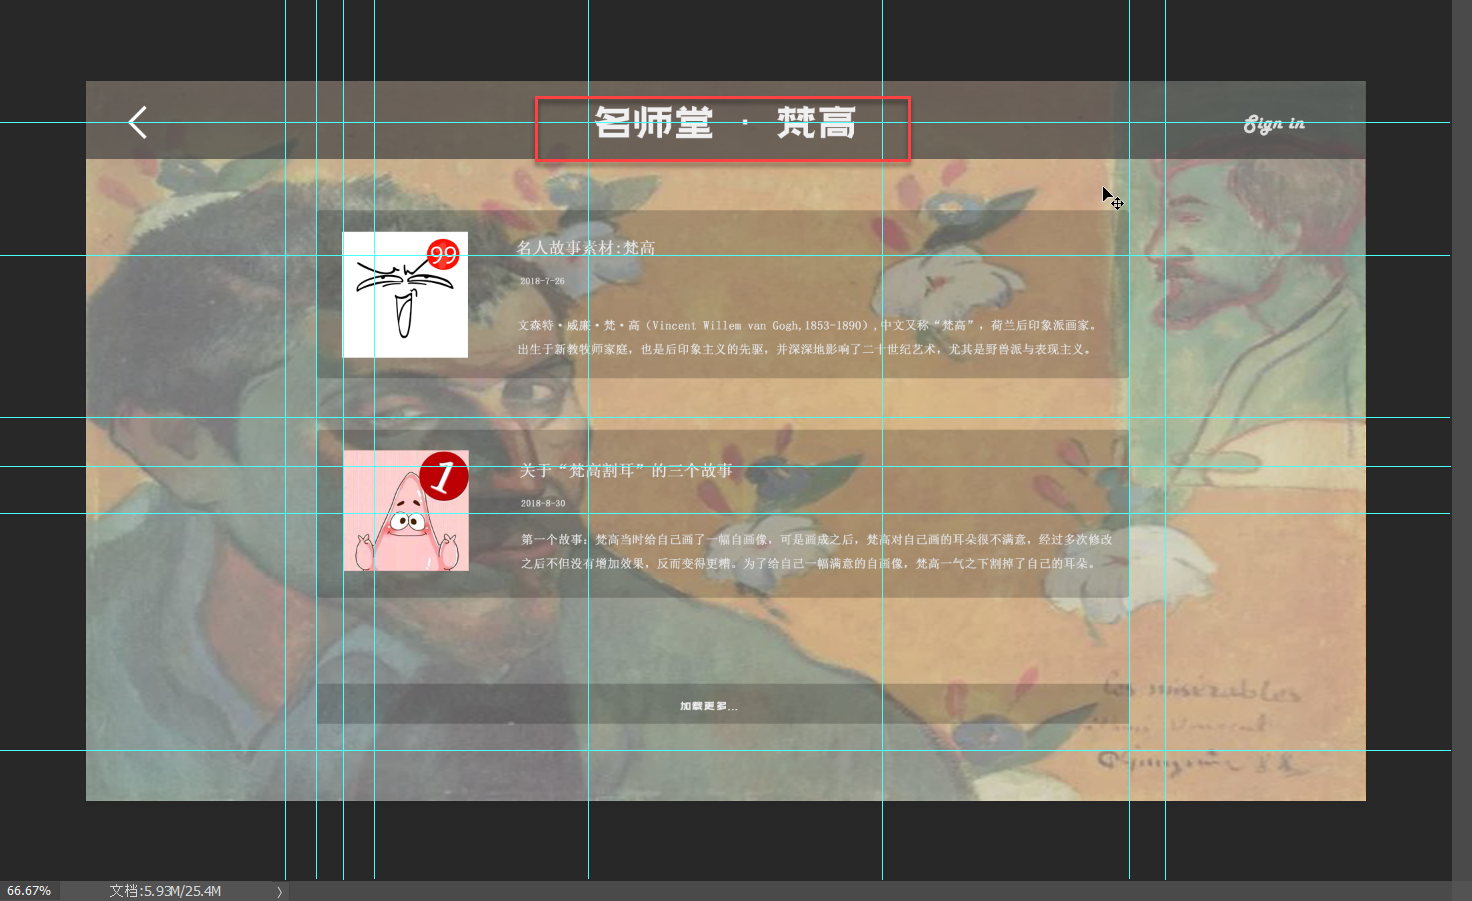 名师堂 · 梵高
Sign in
99
名人故事素材:梵高
2018-7-26
文森特·威廉·梵·高（Vincent Willem van Gogh,1853-1890）,中文又称“梵高”，荷兰后印象派画家。
出生于新教牧师家庭，也是后印象主义的先驱，并深深地影响了二十世纪艺术，尤其是野兽派与表现主义。
1
关于“梵高割耳”的三个故事
2018-8-30
第一个故事：梵高当时给自己画了一幅自画像，可是画成之后，梵高对自己画的耳朵很不满意，经过多次修改
之后不但没有增加效果，反而变得更糟。为了给自己一幅满意的自画像，梵高一气之下割掉了自己的耳朵。
les misérables
加载更多...
66.67%
文档:5.93M/25.4M